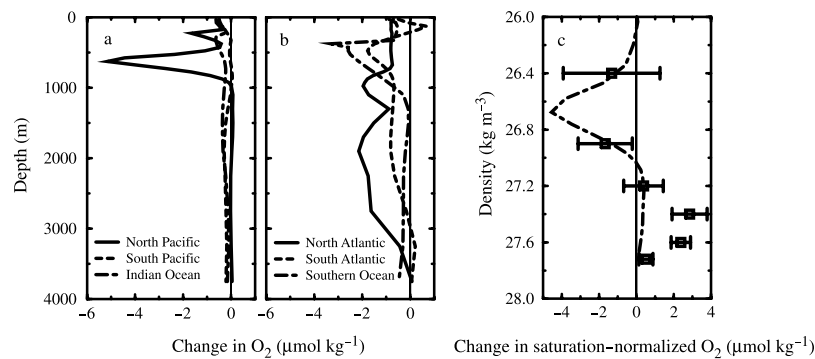 a
b
c
0
1000
2000
3000
4000
Depth (m)
North Pacific
South Pacific
Indian Ocean
North Atlantic
South Atlantic
Southern Ocean
−6 −4 −2 0
−6 −4 −2 0
Change in O2 (μmol kg−1)
26.0
26.4
26.8
27.2
27.6
28.0
Density (kg m−3)
−6 −4 −2 0 2 4
Change in saturation−normalized O2 (μmol kg−1)